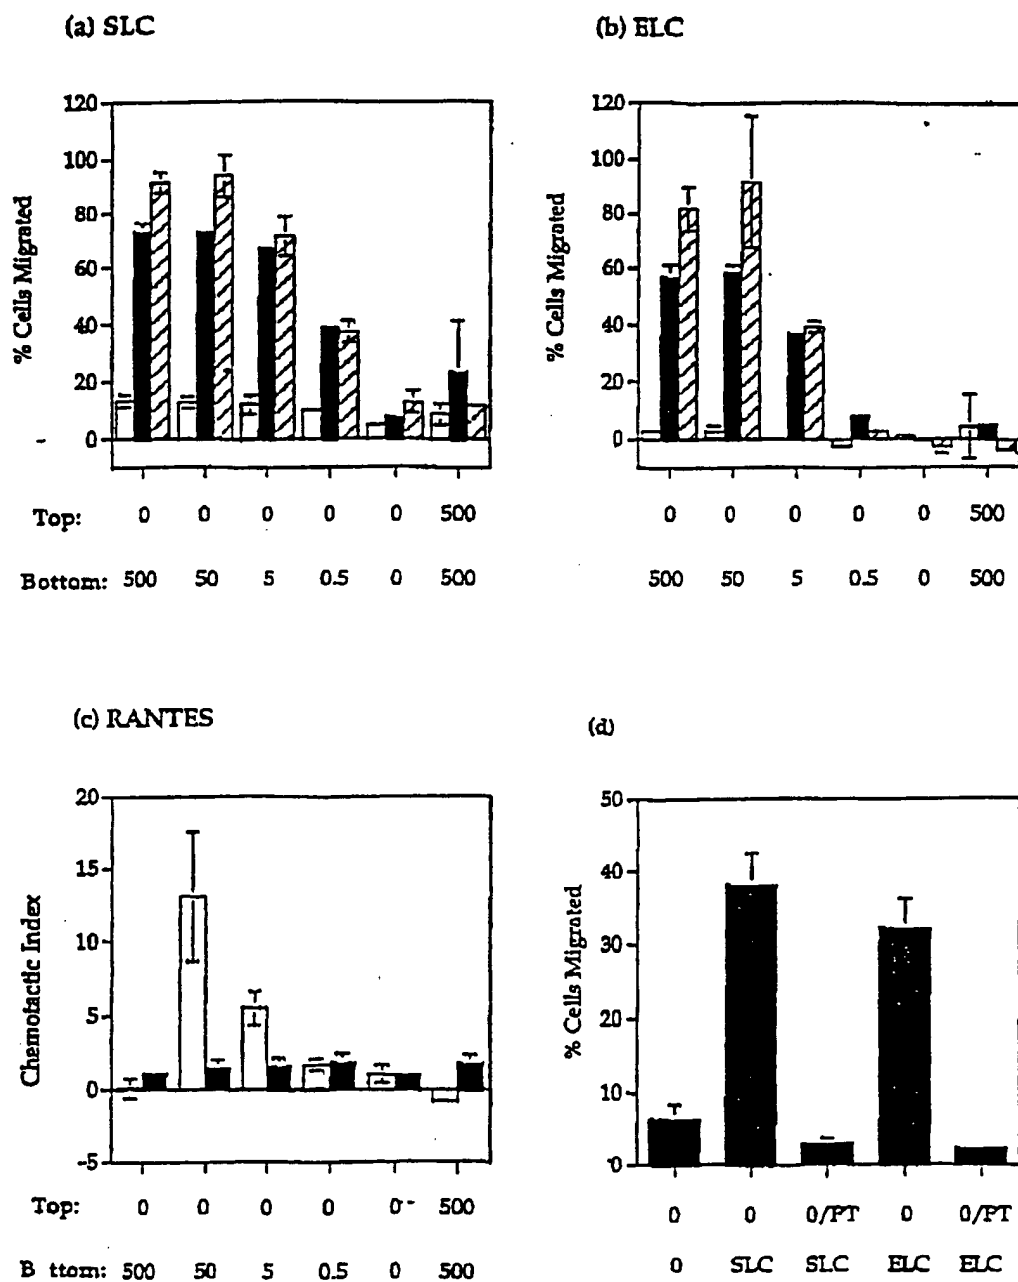 (a) SLC
(b) ELC
% Cells Migrated
120
100
80
60
40
20
0
Top: 0 0 0 0 0 500
Bottom: 500 50 5 0.5 0 500
% Cells Migrated
120
100
80
60
40
20
0
0 0 0 0 0 500
500 50 5 0.5 0 500
(c) RANTES
(d)
Chemotactic Index
20
15
10
5
0
-5
Top: 0 0 0 0 0 500
B ttom: 500 50 5 0.5 0 500
% Cells Migrated
50
40
30
20
10
0
0 0 0/PT 0 0/PT
0 SLC SLC ELC ELC